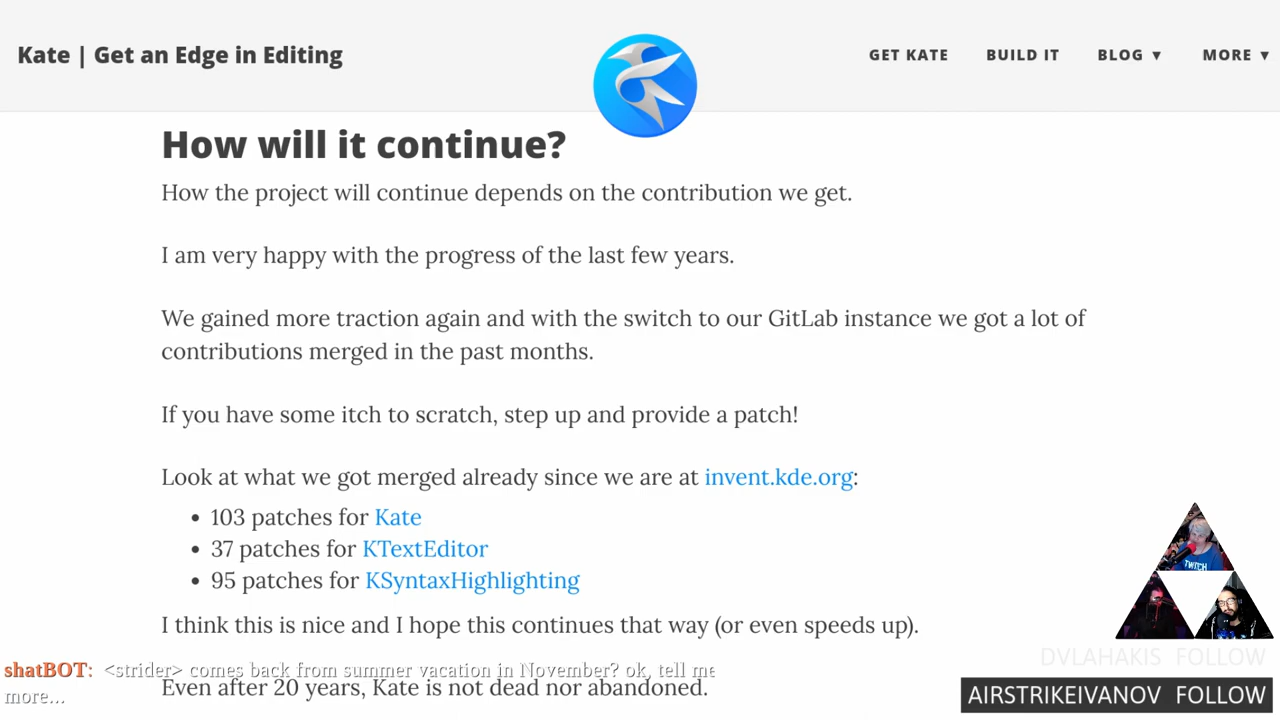 Kate | Get an Edge in Editing
GET KATE BUILD IT BLOG ▼ MORE ▼
How will it continue?
How the project will continue depends on the contribution we get.
I am very happy with the progress of the last few years.
We gained more traction again and with the switch to our GitLab instance we got a lot of
contributions merged in the past months.
If you have some itch to scratch, step up and provide a patch!
Look at what we got merged already since we are at invent.kde.org:
• 103 patches for Kate
• 37 patches for KTextEditor
• 95 patches for KSyntaxHighlighting
I think this is nice and I hope this continues that way (or even speeds up).
TWITCH
DVLAHAKIS FOLLOW
shatBOT: <strider> comes back from summer vacation in November? ok, tell me
more...
Even after 20 years, Kate is not dead nor abandoned.
AIRSTRIKEIVANOV FOLLOW